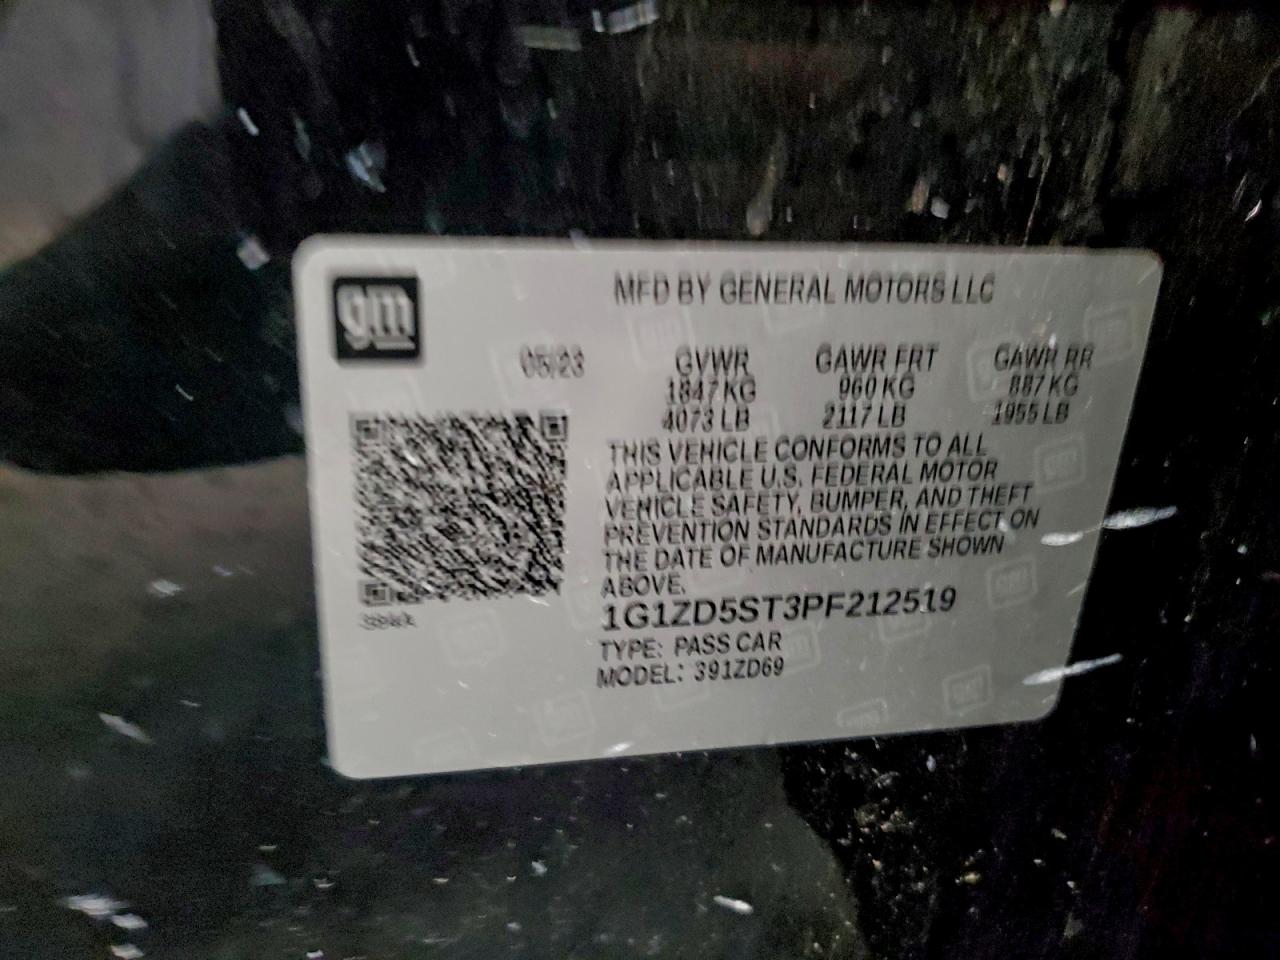 gm
MFD BY GENERAL MOTORS LLC
05/23 GVWR GAWR FRT GAWR RR
1847 KG 960 KG 887 KG
4073 LB 2117 LB 1955 LB
THIS VEHICLE CONFORMS TO ALL
APPLICABLE U.S. FEDERAL MOTOR
VEHICLE SAFETY, BUMPER, AND THEFT
PREVENTION STANDARDS IN EFFECT ON
THE DATE OF MANUFACTURE SHOWN
ABOVE.
1G1ZD5ST3PF212519
TYPE: PASS CAR
MODEL: 391ZD69